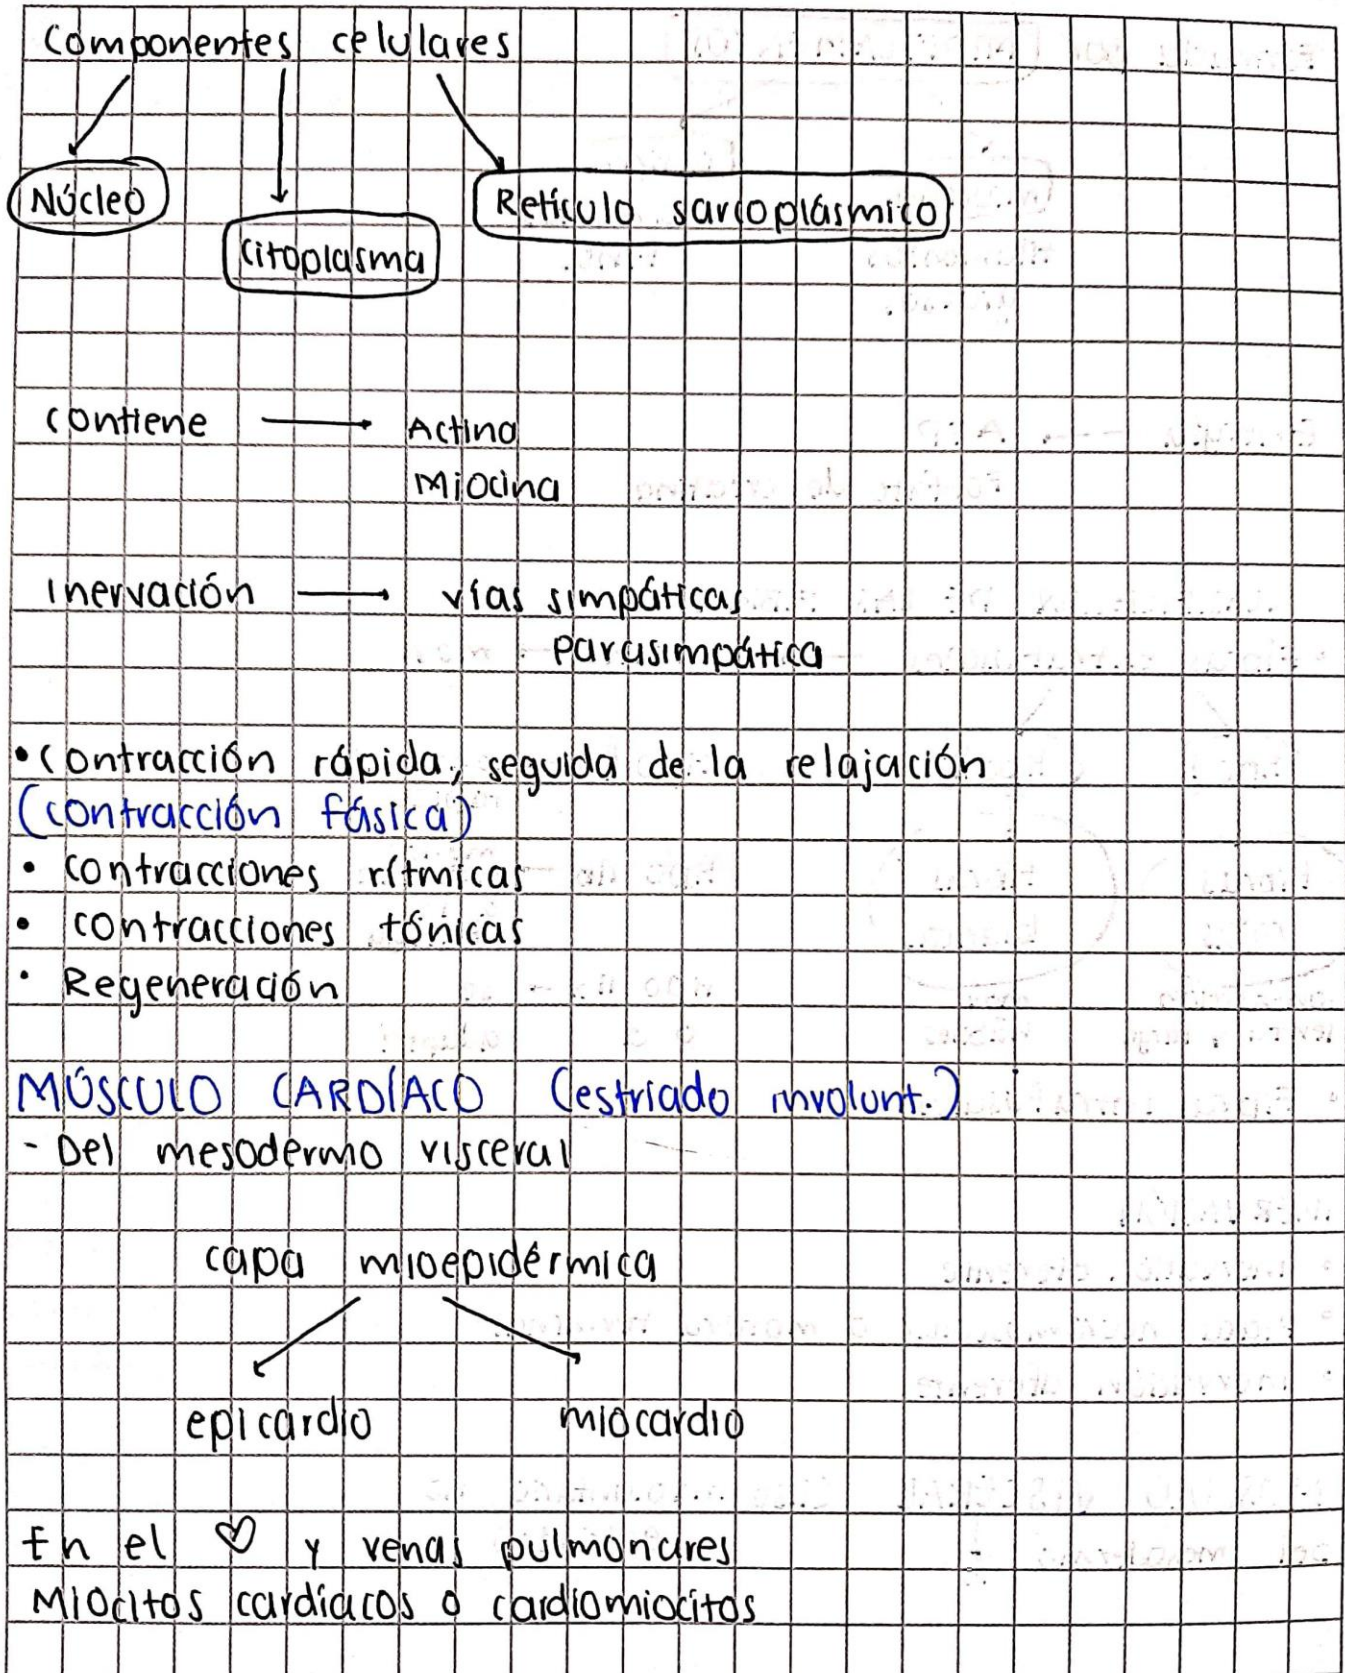 Componentes celulares
Núcleo
Retículo sarcoplásmico
Citoplasma
Contiene → Actina
Miocina
Inervación → vías simpáticas
parasimpática
• Contracción rápida, seguida de la relajación
(contracción fásica)
• contracciones rítmicas
• contracciones tónicas
• Regeneración
MÚSCULO CARDÍACO (estriado involunt.)
- Del mesodermo visceral
capa mioepidérmica
epicardio miocardio
En el ♡ y venas pulmonares
Miocitos cardíacos o cardiomiocitos